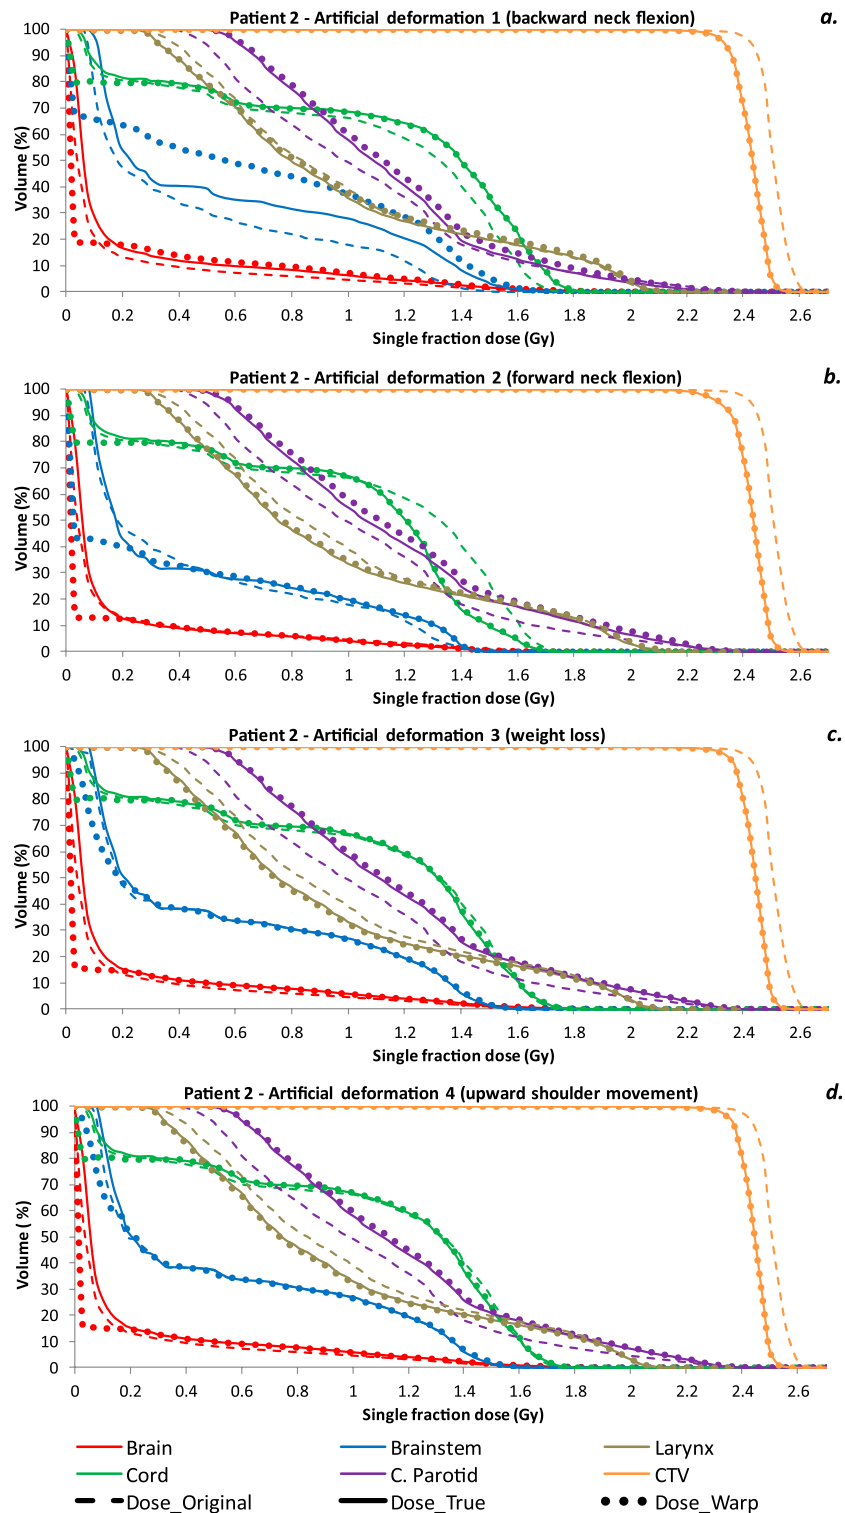 Patient 2 - Artificial deformation 1 (backward neck flexion)
a.
100
90
80
70
60
50
40
30
20
10
0
Volume (%)
0 0.2 0.4 0.6 0.8 1 1.2 1.4 1.6 1.8 2 2.2 2.4 2.6
Single fraction dose (Gy)
Patient 2 - Artificial deformation 2 (forward neck flexion)
b.
100
90
80
70
60
50
40
30
20
10
0
Volume (%)
0 0.2 0.4 0.6 0.8 1 1.2 1.4 1.6 1.8 2 2.2 2.4 2.6
Single fraction dose (Gy)
Patient 2 - Artificial deformation 3 (weight loss)
c.
100
90
80
70
60
50
40
30
20
10
0
Volume (%)
0 0.2 0.4 0.6 0.8 1 1.2 1.4 1.6 1.8 2 2.2 2.4 2.6
Single fraction dose (Gy)
Patient 2 - Artificial deformation 4 (upward shoulder movement)
d.
100
90
80
70
60
50
40
30
20
10
0
Volume ( %)
0 0.2 0.4 0.6 0.8 1 1.2 1.4 1.6 1.8 2 2.2 2.4 2.6
Single fraction dose (Gy)
Brain Brainstem Larynx
Cord C. Parotid CTV
Dose_Original Dose_True Dose_Warp